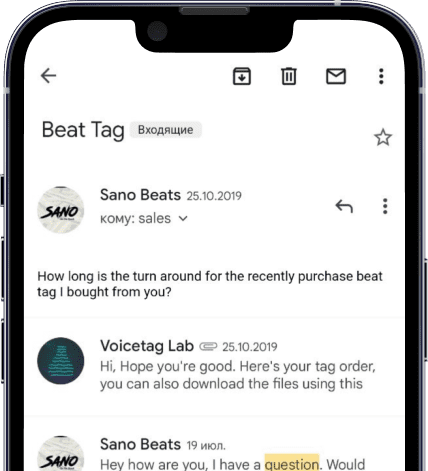 Beat Tag Входящие
Sano Beats 25.10.2019
SANO
кому: sales
How long is the turn around for the recently purchase beat
tag I bought from you?
Voicetag Lab 25.10.2019
Hi, Hope you're good. Here's your tag order,
you can also download the files using this
Sano Beats 19 июл.
SANO
Hey how are you, I have a question. Would